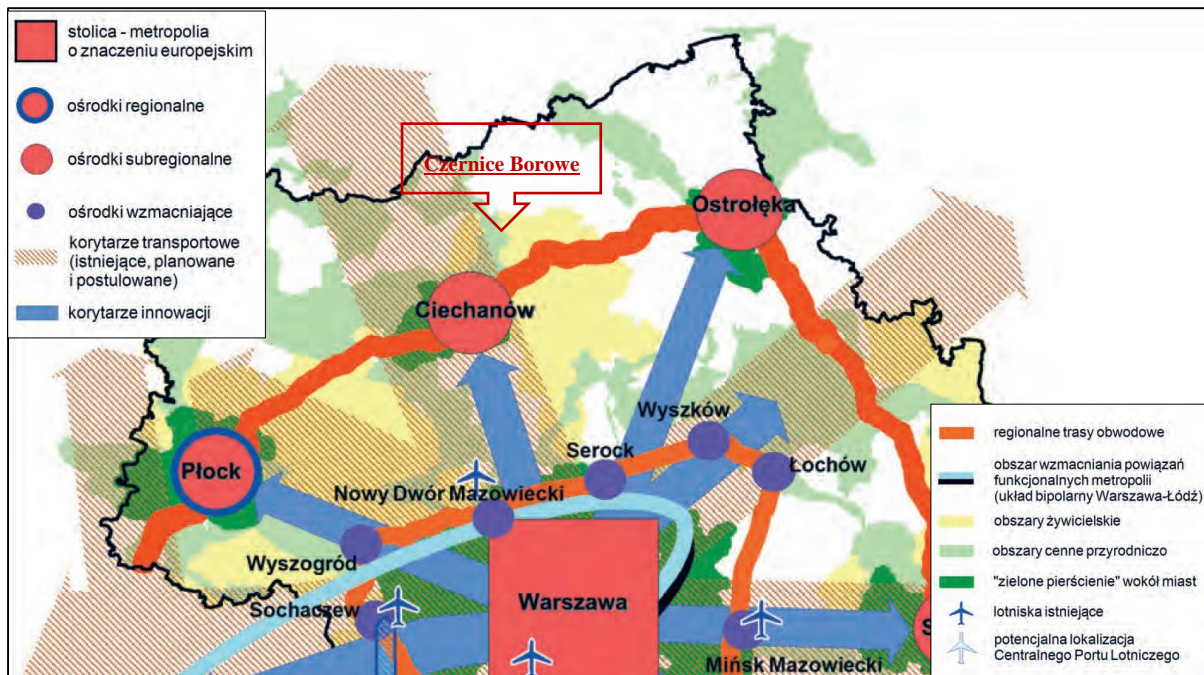 stolica - metropolia
o znaczeniu europejskim
ośrodki regionalne
ośrodki subregionalne
ośrodki wzmacniające
korytarze transportowe
(istniejące, planowane
i postulowane)
korytarze innowacji
Czernice Borowe
Ostrołęka
Ciechanów
Wyszków
Serock
Łochów
Płock
Nowy Dwór Mazowiecki
Wyszogród
Sochaczew
Warszawa
Mińsk Mazowiecki
S
regionalne trasy obwodowe
obszar wzmacniania powiązań
funkcjonalnych metropolii
(układ bipolarny Warszawa-Łódź)
obszary żywicielskie
obszary cenne przyrodniczo
"zielone pierścienie" wokół miast
lotniska istniejące
potencjalna lokalizacja
Centralnego Portu Lotniczego